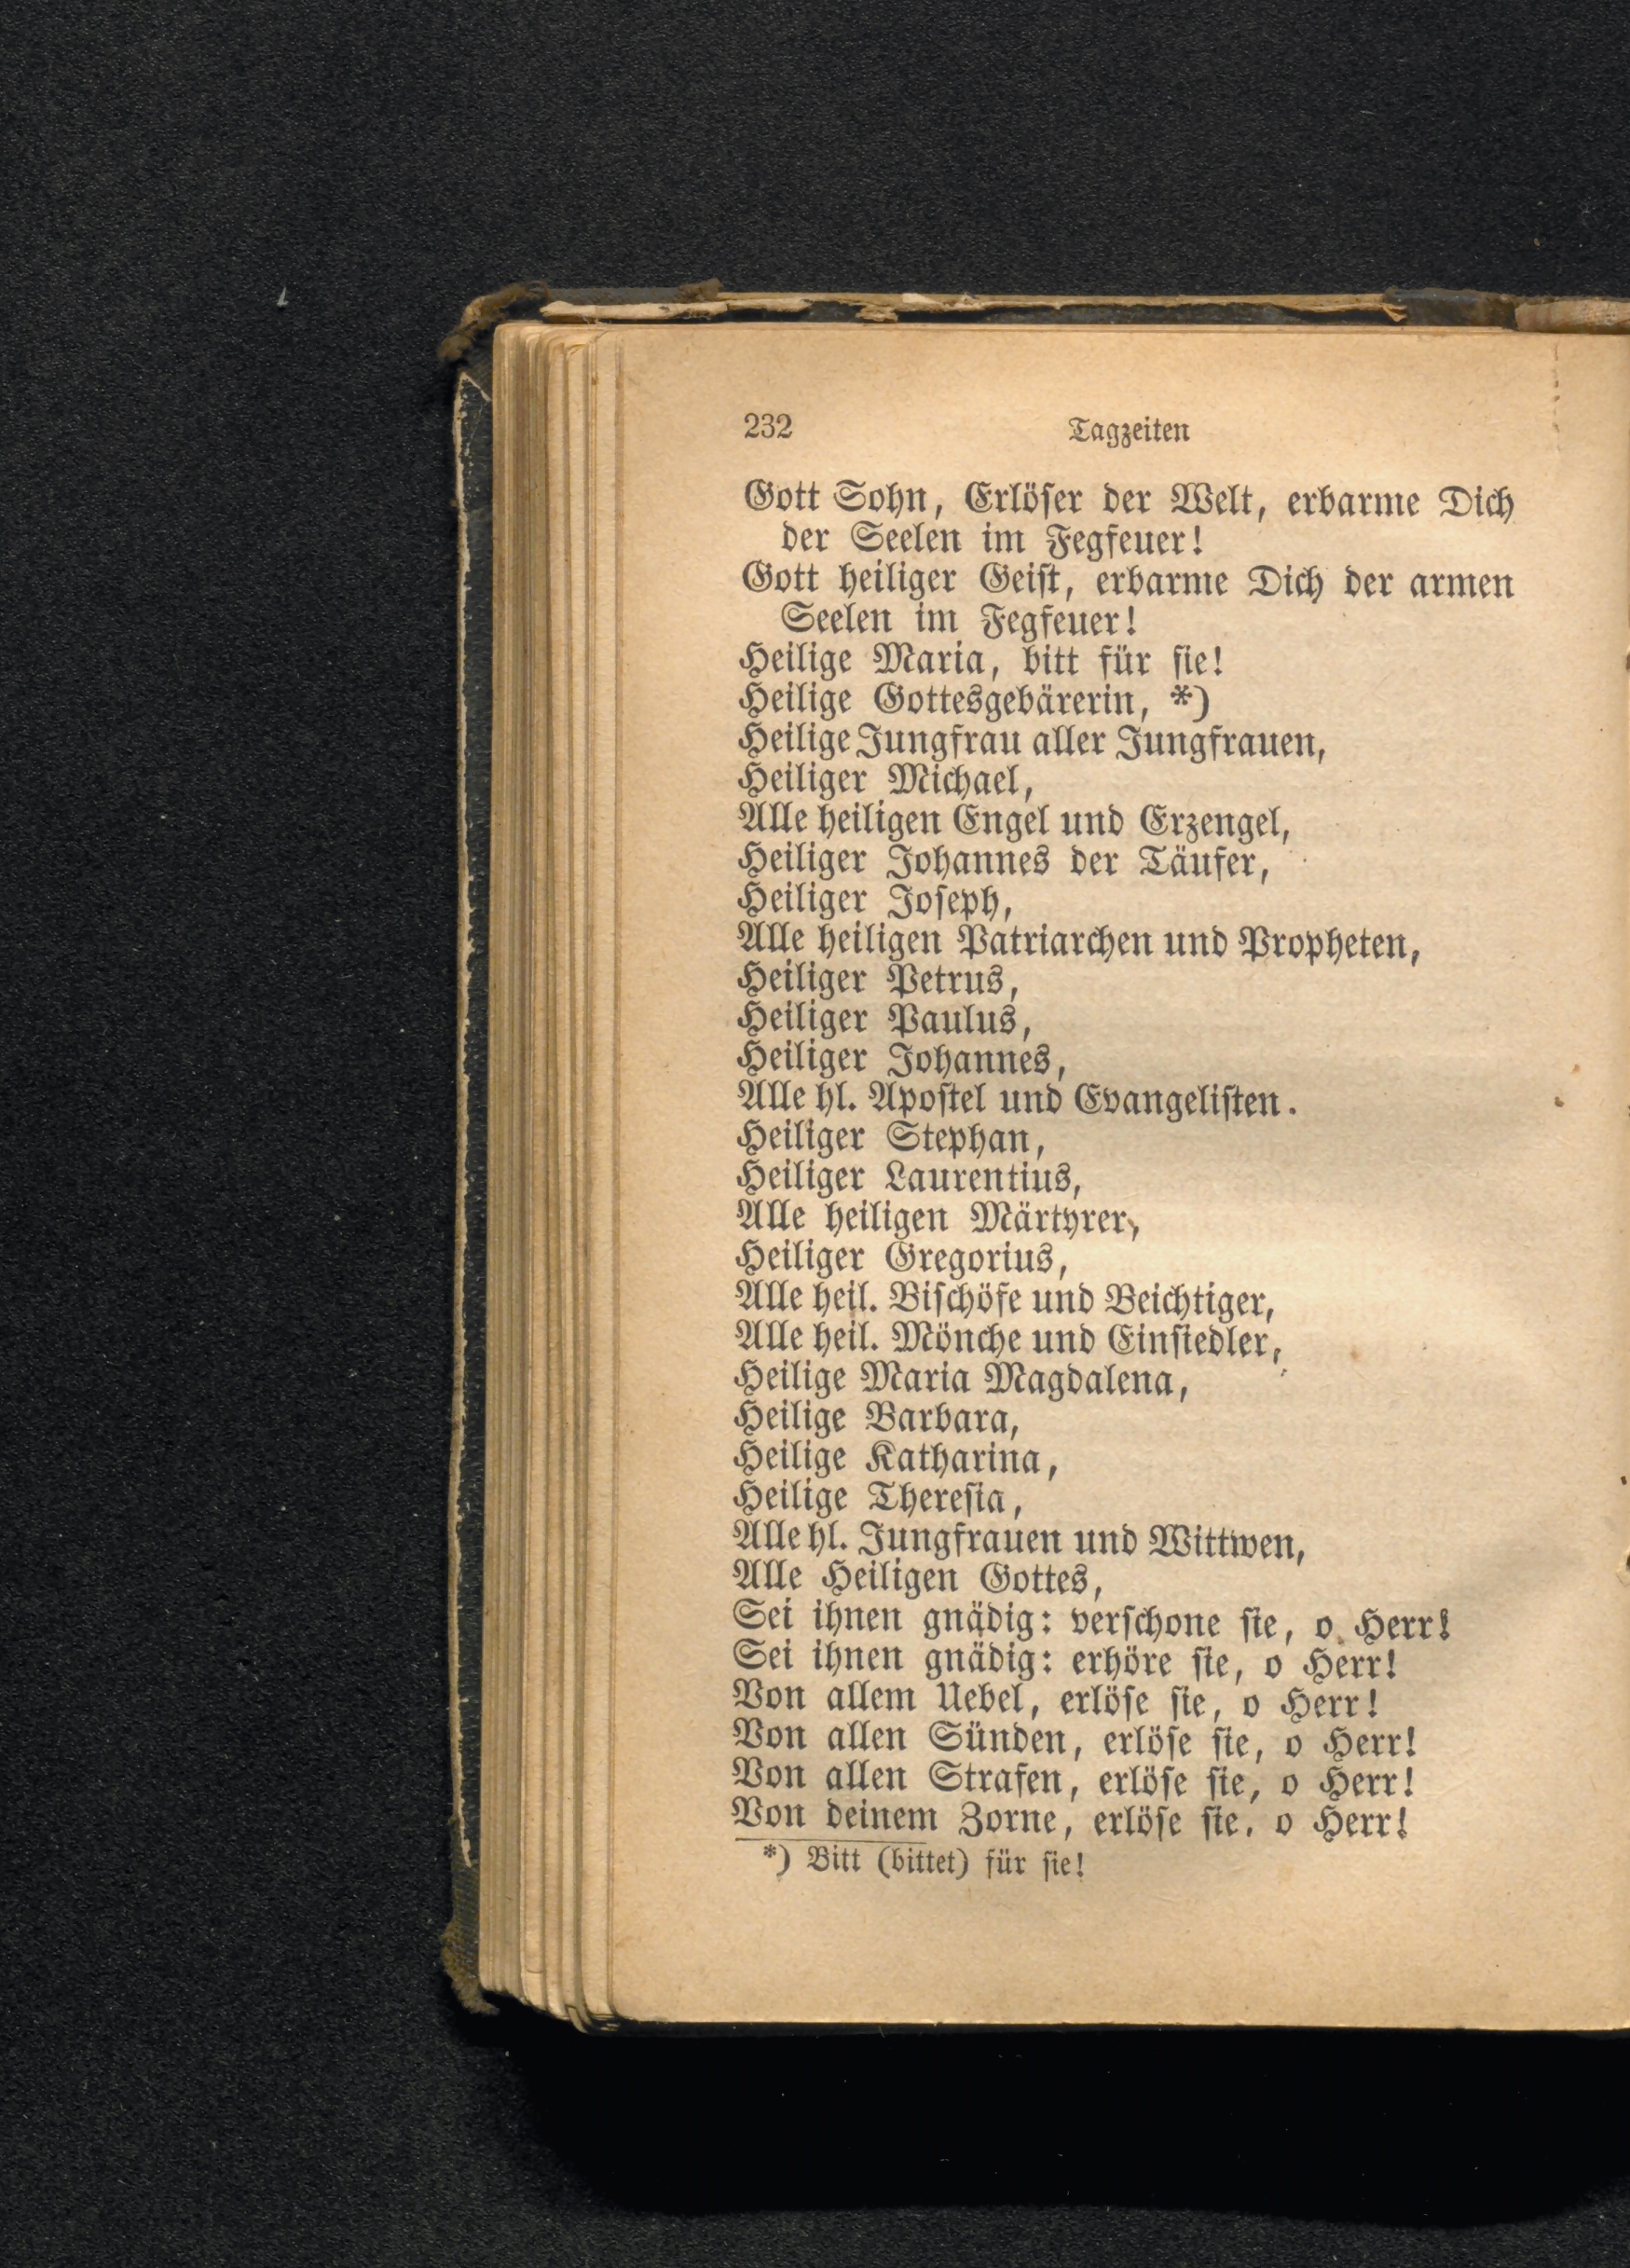 232 Tagzeiten
Gott Sohn, Erlöſer der Welt, erbarme Dich
der Seelen im Fegfeuer!
Gott heiliger Geiſt, erbarme Dich der armen
Seelen im Fegfeuer!
Heilige Maria, bitt für ſie!
Heilige Gottesgebärerin, *)
Heilige Jungfrau aller Jungfrauen,
Heiliger Michael,
Alle heiligen Engel und Erzengel,
Heiliger Johannes der Täufer,
Heiliger Joſeph,
Alle heiligen Patriarchen und Propheten,
Heiliger Petrus,
Heiliger Paulus,
Heiliger Johannes,
Alle hl. Apoſtel und Evangeliſten.
Heiliger Stephan,
Heiliger Laurentius,
Alle heiligen Märtyrer,
Heiliger Gregorius,
Alle heil. Biſchöfe und Beichtiger,
Alle heil. Mönche und Einſiedler,
Heilige Maria Magdalena,
Heilige Barbara,
Heilige Katharina,
Heilige Thereſia,
Alle hl. Jungfrauen und Wittwen,
Alle Heiligen Gottes,
Sei ihnen gnädig: verſchone ſie, o Herr!
Sei ihnen gnädig: erhöre ſie, o Herr!
Von allem Uebel, erlöſe ſie, o Herr!
Von allen Sünden, erlöſe ſie, o Herr!
Von allen Strafen, erlöſe ſie, o Herr!
Von deinem Zorne, erlöſe ſie. o Herr!
*) Bitt (bittet) für ſie!